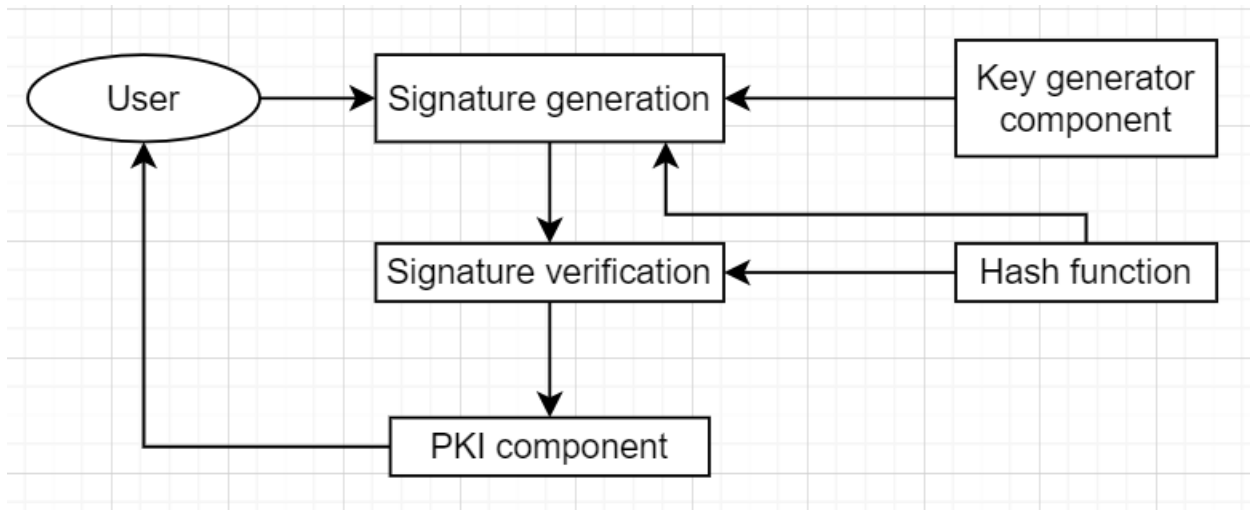 User
Signature generation
Key generator
component
Signature verification
Hash function
PKI component